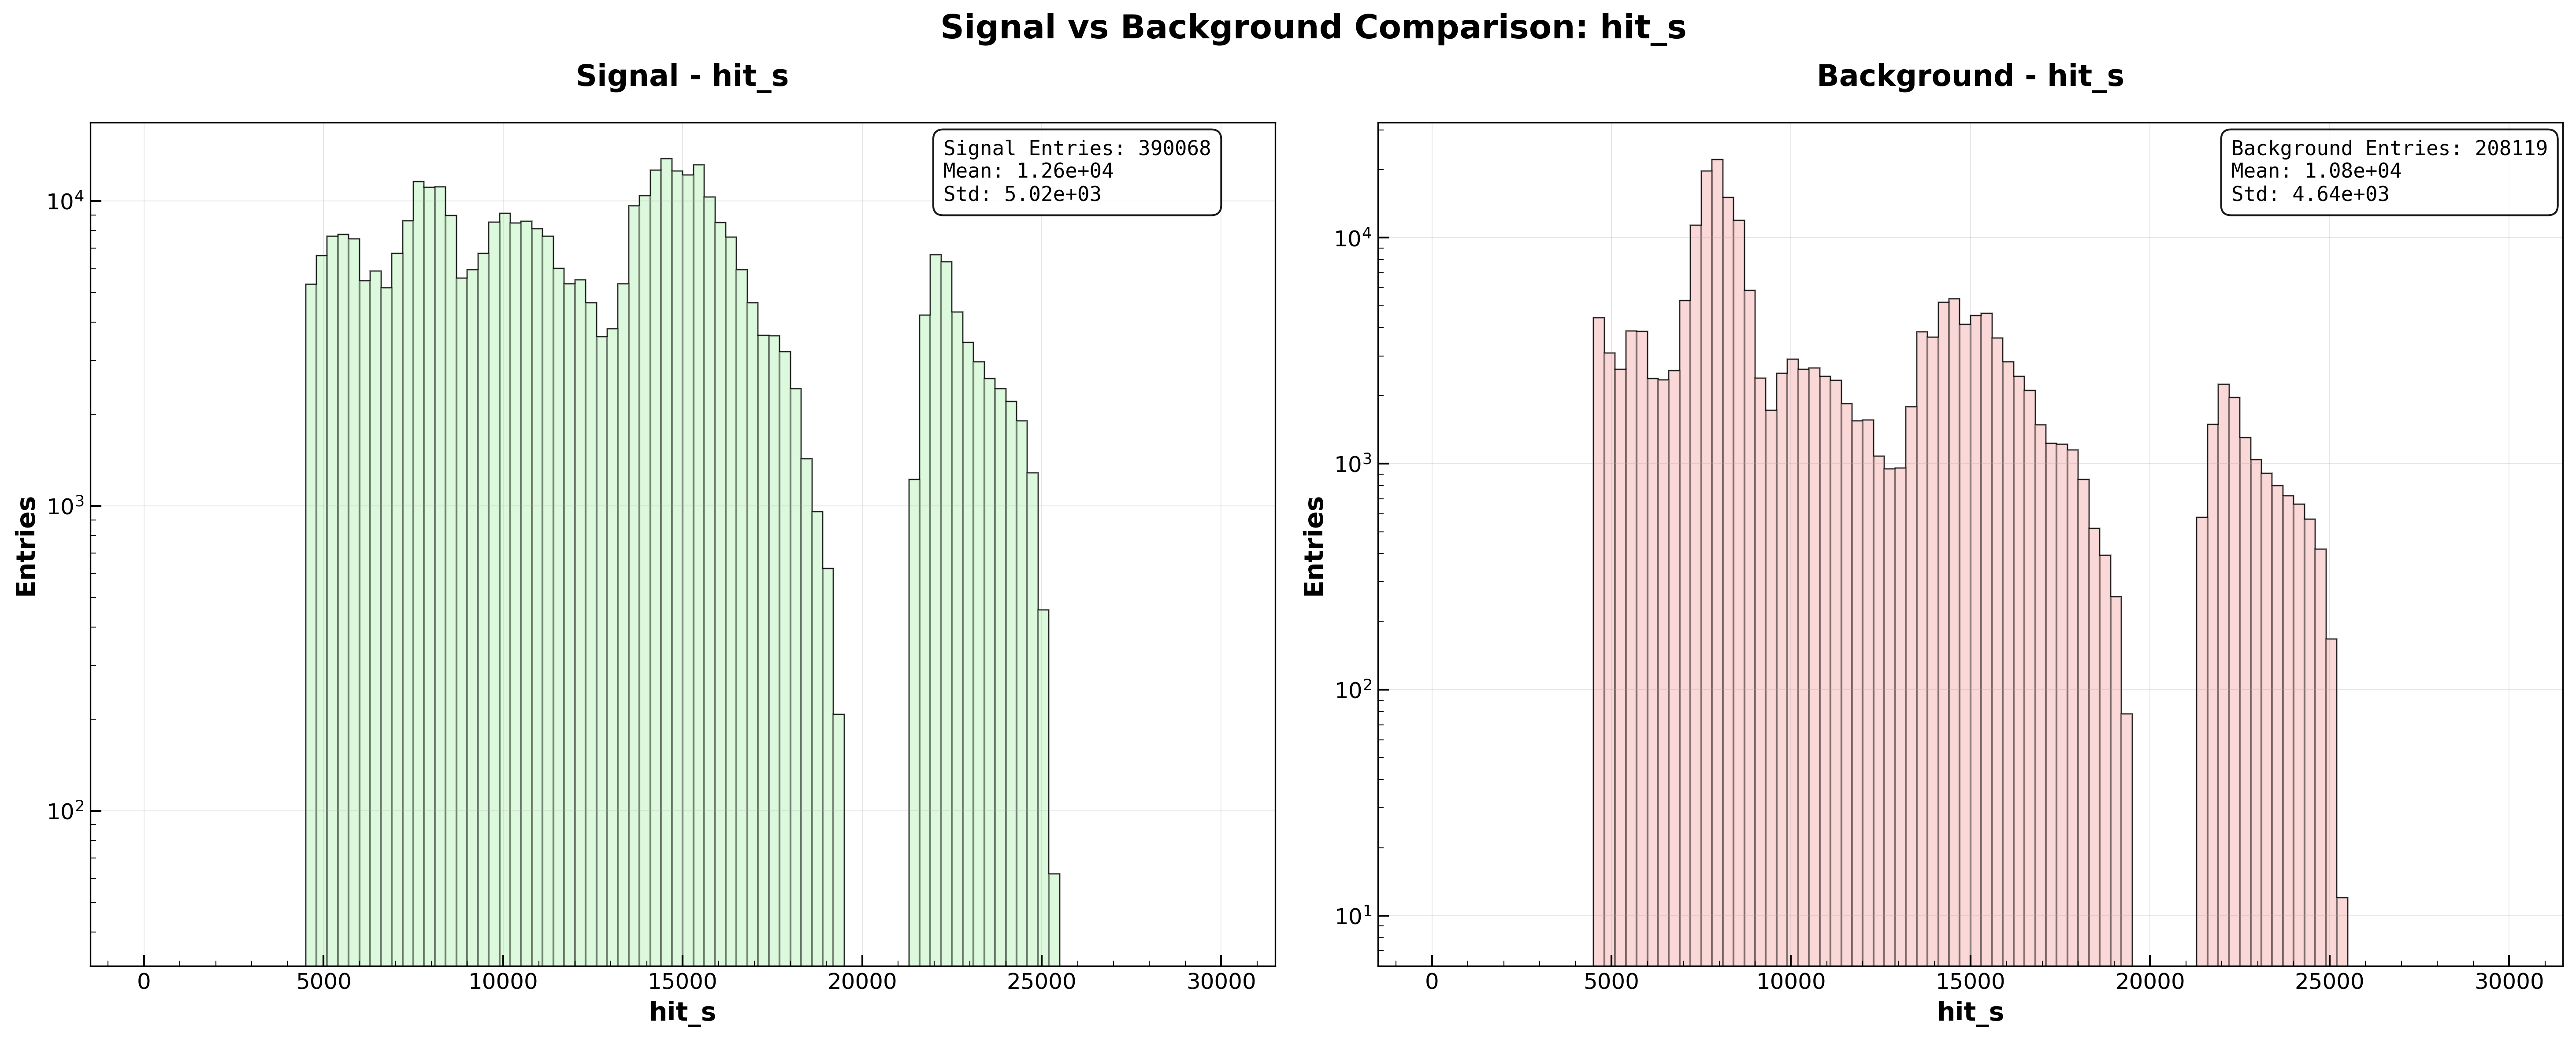 Signal vs Background Comparison: hit_s
Signal - hit_s
Signal Entries: 390068
Mean: 1.26e+04
Std: 5.02e+03
Entries
10⁴
10³
10²
0 5000 10000 15000 20000 25000 30000
hit_s
Background - hit_s
Background Entries: 208119
Mean: 1.08e+04
Std: 4.64e+03
Entries
10⁴
10³
10²
10¹
0 5000 10000 15000 20000 25000 30000
hit_s